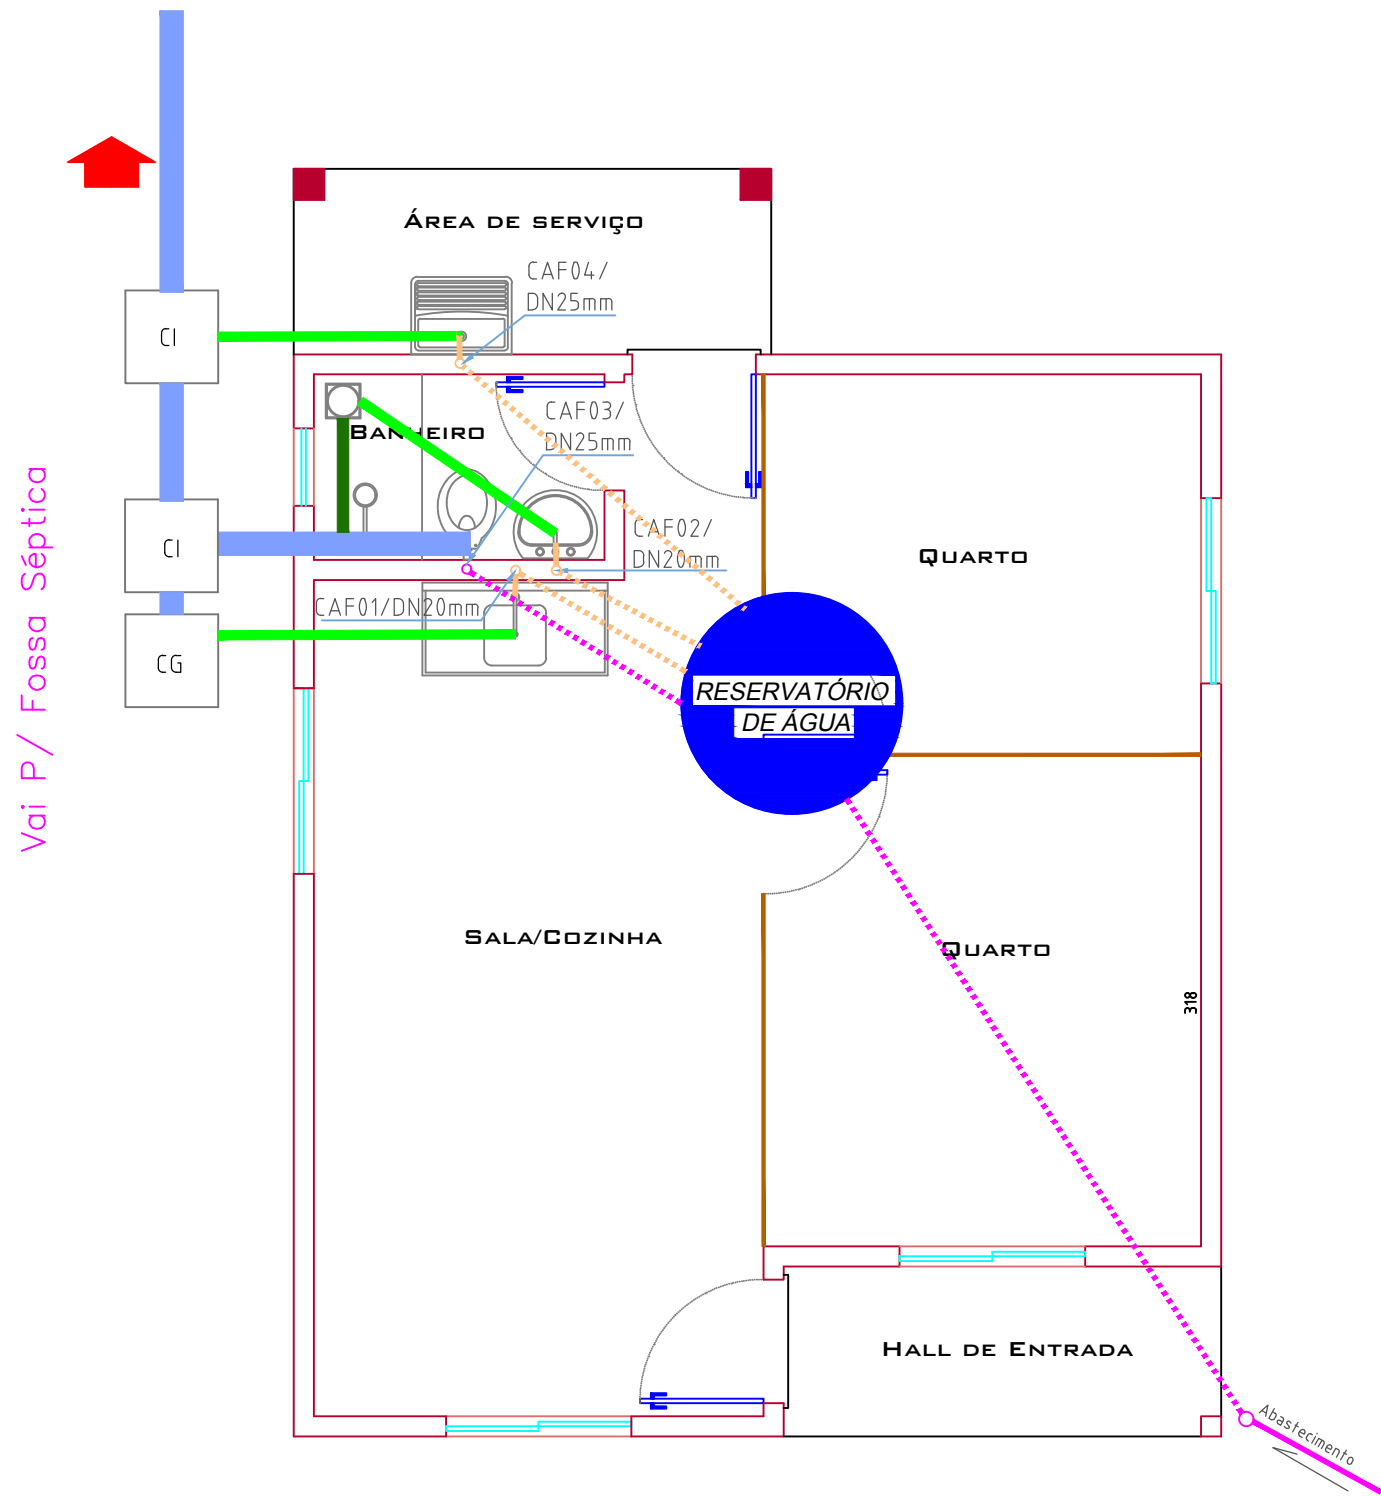 ÁREA DE SERVIÇO
CAF04/
DN25mm
CI
CAF03/
DN25mm
BANHEIRO
CAF02/
DN20mm
CI
QUARTO
CAF01/DN20mm
CG
RESERVATÓRIO
DE ÁGUA
Vai P/ Fossa Séptica
SALA/COZINHA
QUARTO
318
HALL DE ENTRADA
Abastecimento